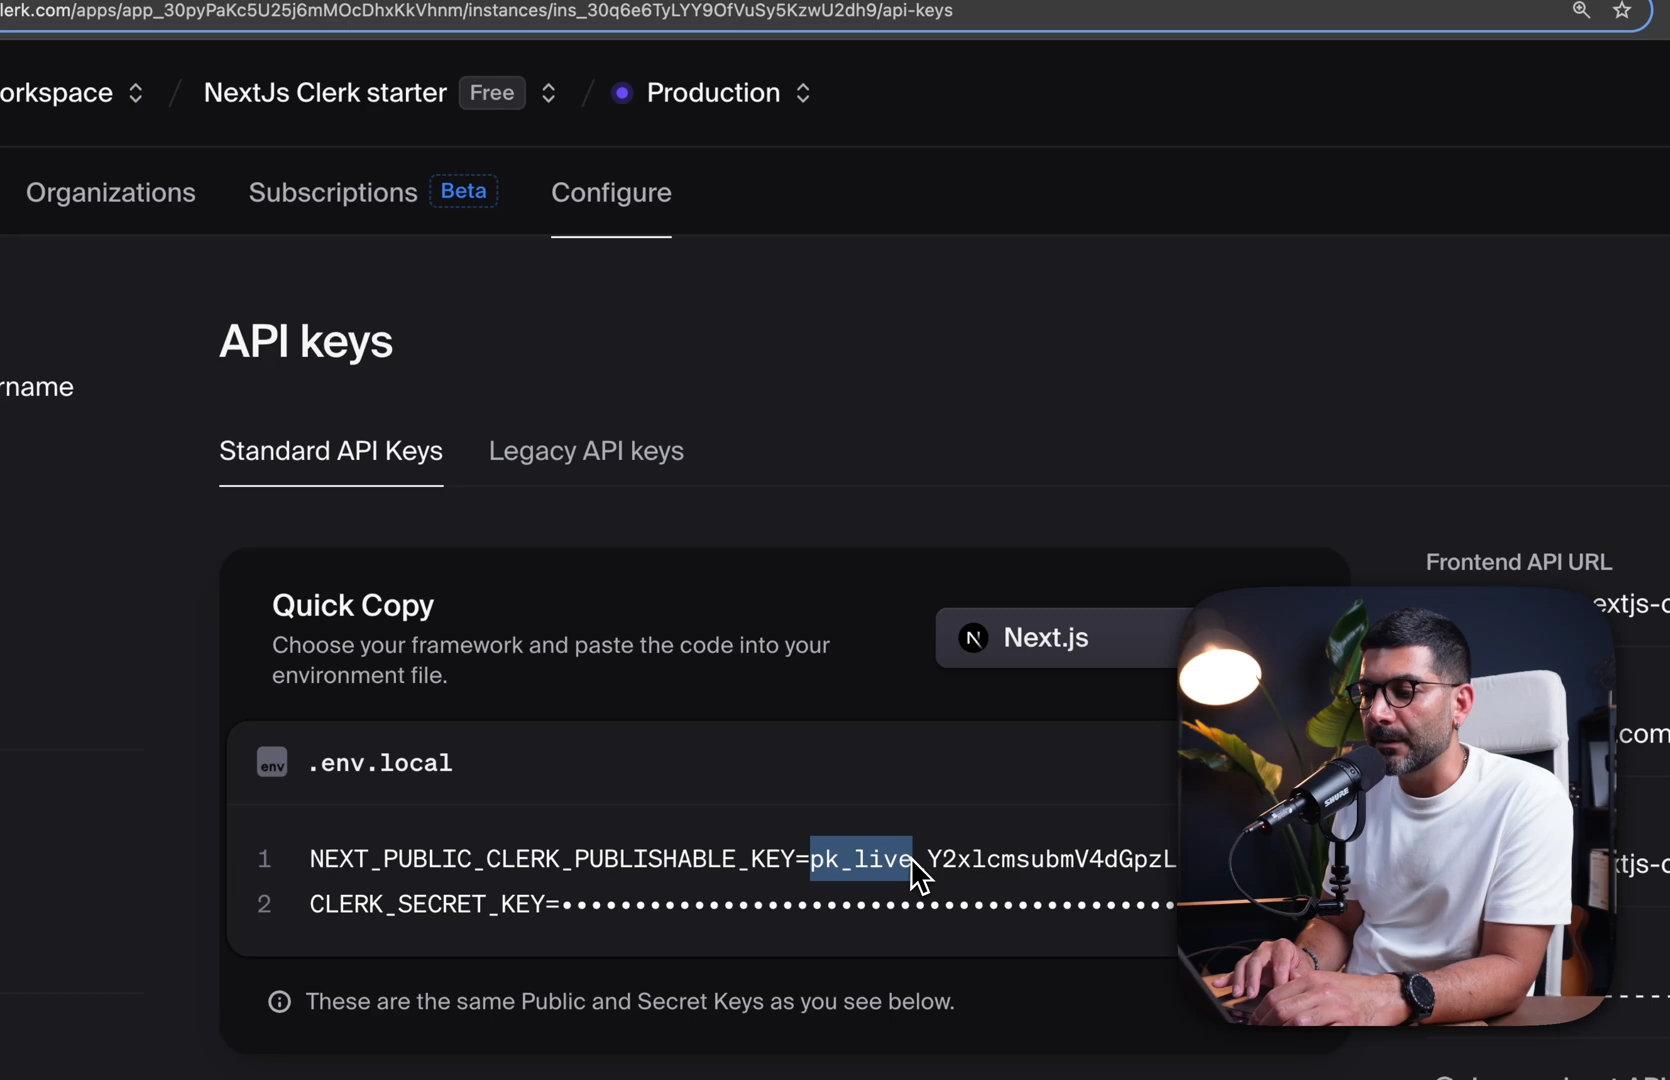 lerk.com/apps/app_30pyPaKc5U25j6mMOcDhxKkVhnm/instances/ins_30q6e6TyLYY9OfVuSy5KzwU2dh9/api-keys
orkspace / NextJs Clerk starter Free / Production
Organizations Subscriptions Beta Configure
API keys
rname
Standard API Keys Legacy API keys
Frontend API URL
Quick Copy
extjs-c
Next.js
Choose your framework and paste the code into your
environment file.
.com
env .env.local
1 NEXT_PUBLIC_CLERK_PUBLISHABLE_KEY=pk_live_Y2xlcmsubmV4dGpzL
tjs-c
2 CLERK_SECRET_KEY=••••••••••••••••••••••••••••••••••••••••••
SHURE
These are the same Public and Secret Keys as you see below.